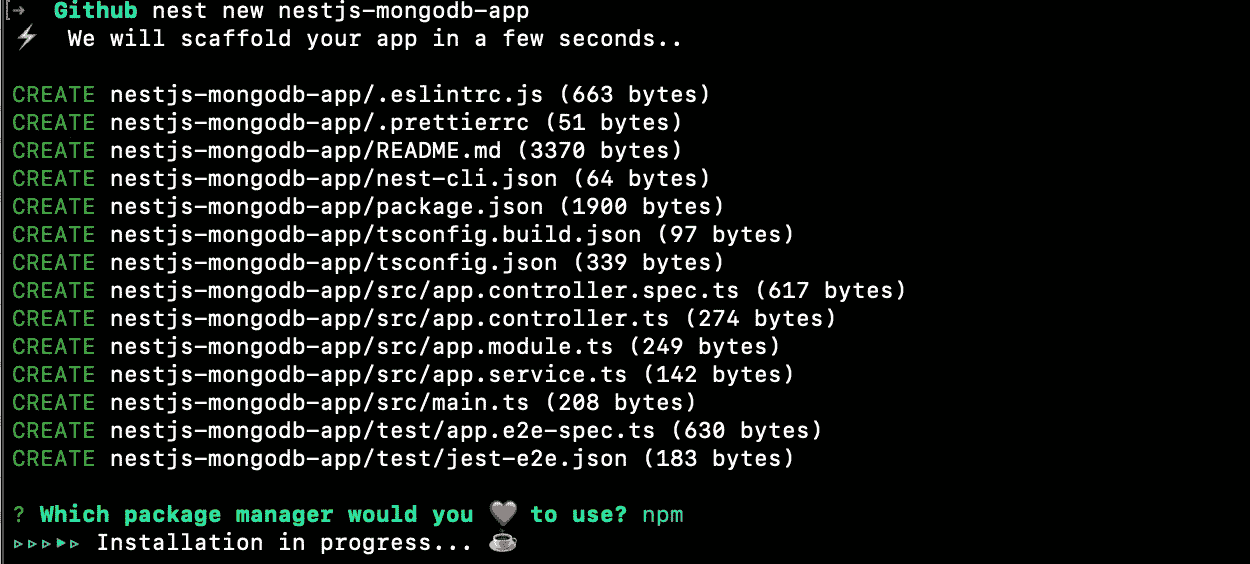 [→ Github nest new nestjs-mongodb-app
⚡ We will scaffold your app in a few seconds..
CREATE nestjs-mongodb-app/.eslintrc.js (663 bytes)
CREATE nestjs-mongodb-app/.prettierrc (51 bytes)
CREATE nestjs-mongodb-app/README.md (3370 bytes)
CREATE nestjs-mongodb-app/nest-cli.json (64 bytes)
CREATE nestjs-mongodb-app/package.json (1900 bytes)
CREATE nestjs-mongodb-app/tsconfig.build.json (97 bytes)
CREATE nestjs-mongodb-app/tsconfig.json (339 bytes)
CREATE nestjs-mongodb-app/src/app.controller.spec.ts (617 bytes)
CREATE nestjs-mongodb-app/src/app.controller.ts (274 bytes)
CREATE nestjs-mongodb-app/src/app.module.ts (249 bytes)
CREATE nestjs-mongodb-app/src/app.service.ts (142 bytes)
CREATE nestjs-mongodb-app/src/main.ts (208 bytes)
CREATE nestjs-mongodb-app/test/app.e2e-spec.ts (630 bytes)
CREATE nestjs-mongodb-app/test/jest-e2e.json (183 bytes)
? Which package manager would you 🩶 to use? npm
▹▹▹▸▹ Installation in progress... ☕